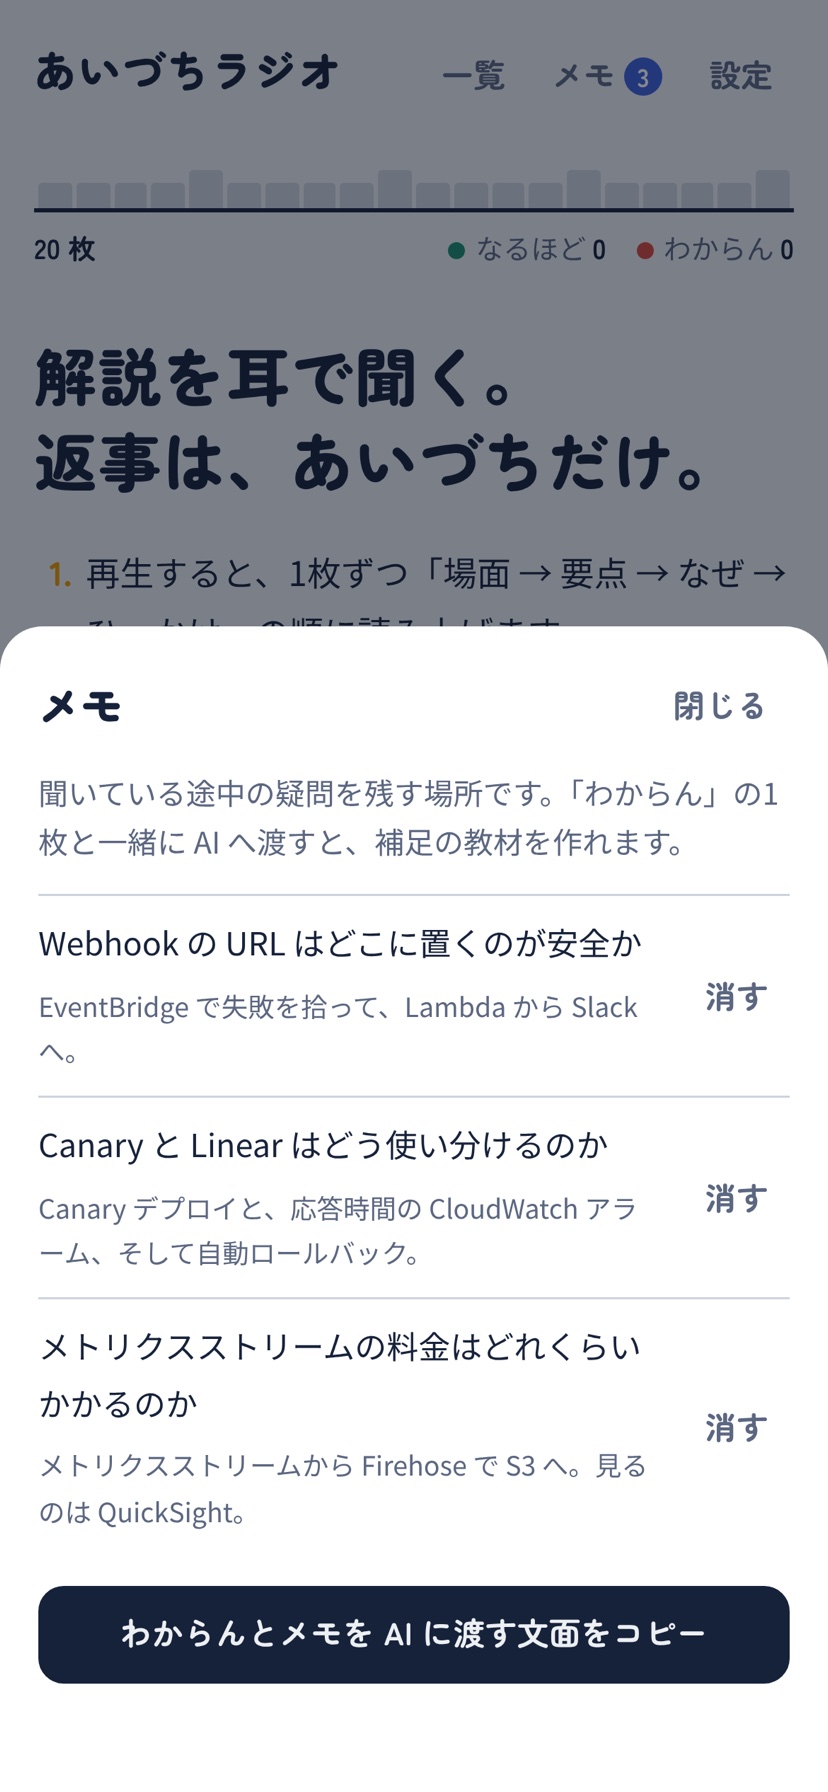 あいづちラジオ
一覧 メモ 3 設定
20 枚 なるほど 0 わからん 0
解説を耳で聞く。
返事は、あいづちだけ。
1. 再生すると、1枚ずつ「場面 → 要点 → なぜ →
メモ 閉じる
聞いている途中の疑問を残す場所です。「わからん」の1
枚と一緒に AI へ渡すと、補足の教材を作れます。
Webhook の URL はどこに置くのが安全か
EventBridge で失敗を拾って、Lambda から Slack
へ。
消す
Canary と Linear はどう使い分けるのか
Canary デプロイと、応答時間の CloudWatch アラ
ーム、そして自動ロールバック。
消す
メトリクスストリームの料金はどれくらい
かかるのか
メトリクスストリームから Firehose で S3 へ。見る
のは QuickSight。
消す
わからんとメモを AI に渡す文面をコピー